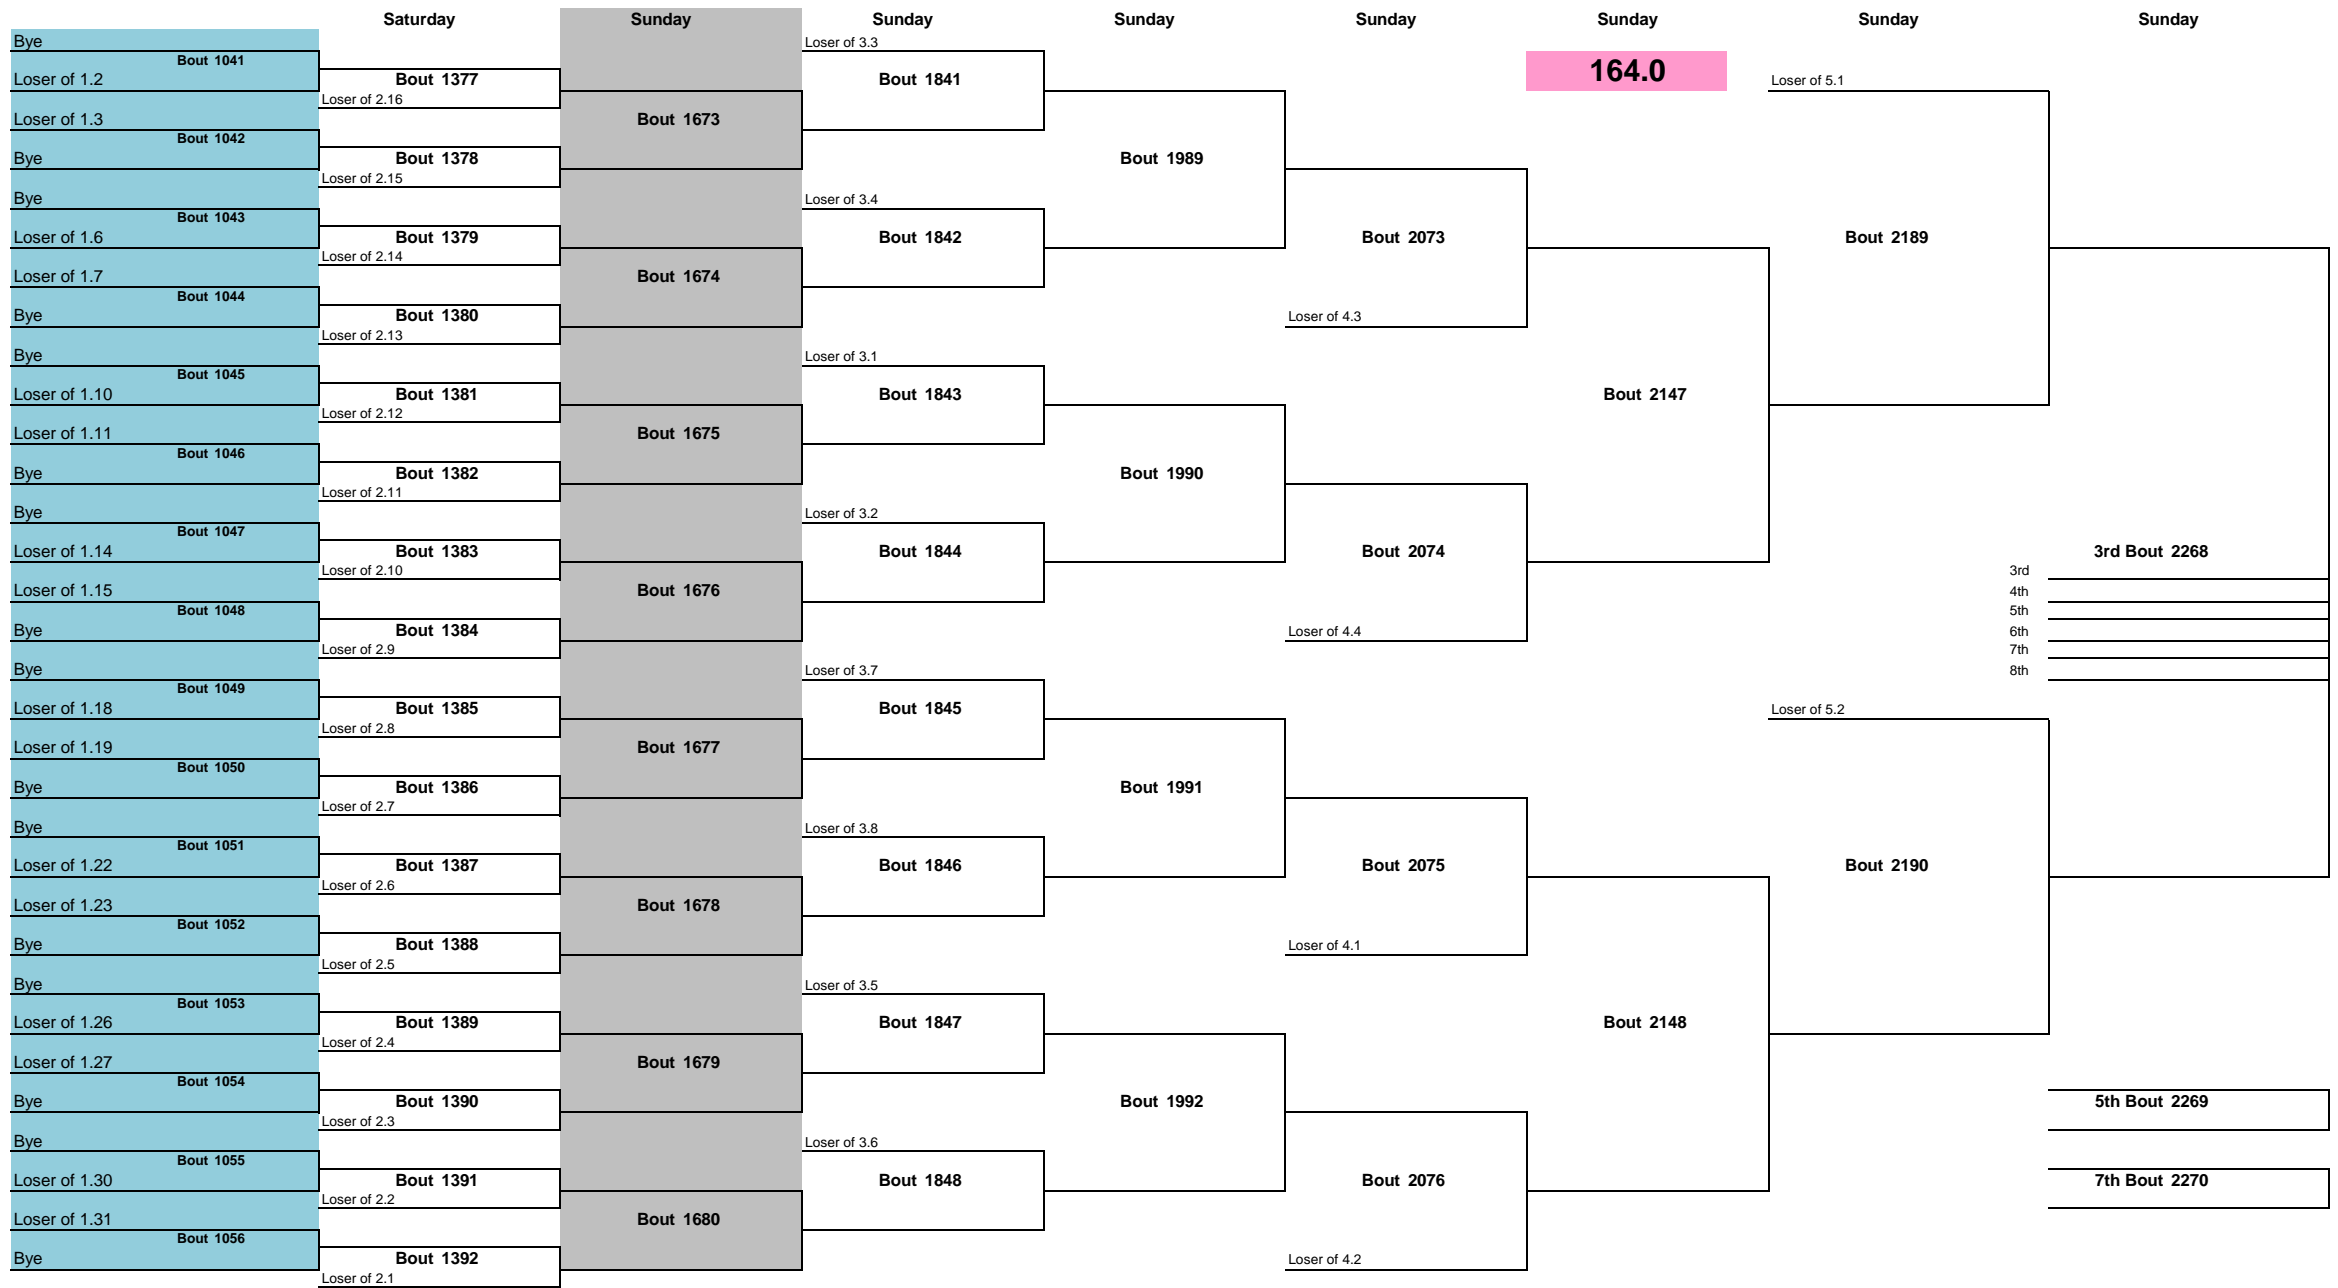 Saturday Sunday Sunday Sunday Sunday Sunday Sunday Sunday
Bye Loser of 3.3
Bout 1041 164.0
Loser of 1.2 Bout 1377 Bout 1841 Loser of 5.1
Loser of 2.16
Loser of 1.3 Bout 1673
Bout 1042
Bye Bout 1378 Bout 1989
Loser of 2.15
Bye Loser of 3.4
Bout 1043
Loser of 1.6 Bout 1379 Bout 1842 Bout 2073 Bout 2189
Loser of 2.14
Loser of 1.7 Bout 1674
Bout 1044
Bye Bout 1380 Loser of 4.3
Loser of 2.13
Bye Loser of 3.1
Bout 1045
Loser of 1.10 Bout 1381 Bout 1843 Bout 2147
Loser of 2.12
Loser of 1.11 Bout 1675
Bout 1046
Bye Bout 1382 Bout 1990
Loser of 2.11
Bye Loser of 3.2
Bout 1047
Loser of 1.14 Bout 1383 Bout 1844 Bout 2074 3rd Bout 2268
Loser of 2.10 3rd
Loser of 1.15 Bout 1676 4th
Bout 1048 5th
Bye Bout 1384 Loser of 4.4 6th
Loser of 2.9 7th
Bye Loser of 3.7 8th
Bout 1049
Loser of 1.18 Bout 1385 Bout 1845 Loser of 5.2
Loser of 2.8
Loser of 1.19 Bout 1677
Bout 1050
Bye Bout 1386 Bout 1991
Loser of 2.7
Bye Loser of 3.8
Bout 1051
Loser of 1.22 Bout 1387 Bout 1846 Bout 2075 Bout 2190
Loser of 2.6
Loser of 1.23 Bout 1678
Bout 1052
Bye Bout 1388 Loser of 4.1
Loser of 2.5
Bye Loser of 3.5
Bout 1053
Loser of 1.26 Bout 1389 Bout 1847 Bout 2148
Loser of 2.4
Loser of 1.27 Bout 1679
Bout 1054
Bye Bout 1390 Bout 1992 5th Bout 2269
Loser of 2.3
Bye Loser of 3.6
Bout 1055
Loser of 1.30 Bout 1391 Bout 1848 Bout 2076 7th Bout 2270
Loser of 2.2
Loser of 1.31 Bout 1680
Bout 1056
Bye Bout 1392 Loser of 4.2
Loser of 2.1